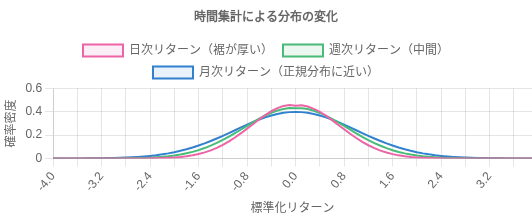 時間集計による分布の変化
日次リターン（裾が厚い） 週次リターン（中間）
月次リターン（正規分布に近い）
確率密度
0.6
0.4
0.2
0
-4.0 -3.2 -2.4 -1.6 -0.8 0.0 0.8 1.6 2.4 3.2
標準化リターン